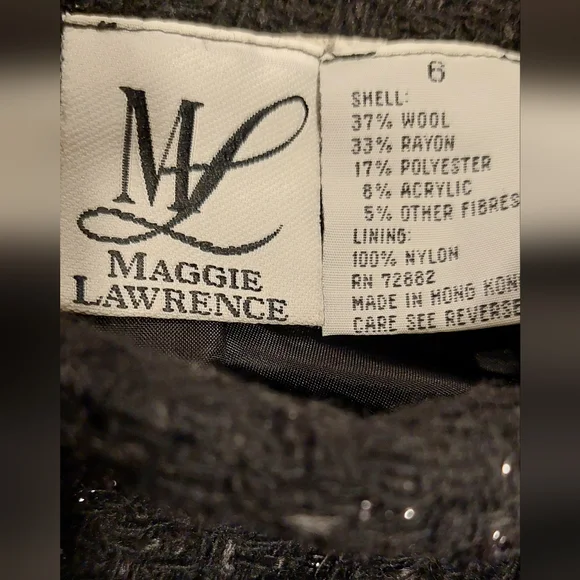 ML
MAGGIE
LAWRENCE
6
SHELL:
37% WOOL
33% RAYON
17% POLYESTER
8% ACRYLIC
5% OTHER FIBRES
LINING:
100% NYLON
RN 72882
MADE IN HONG KON
CARE SEE REVERSE